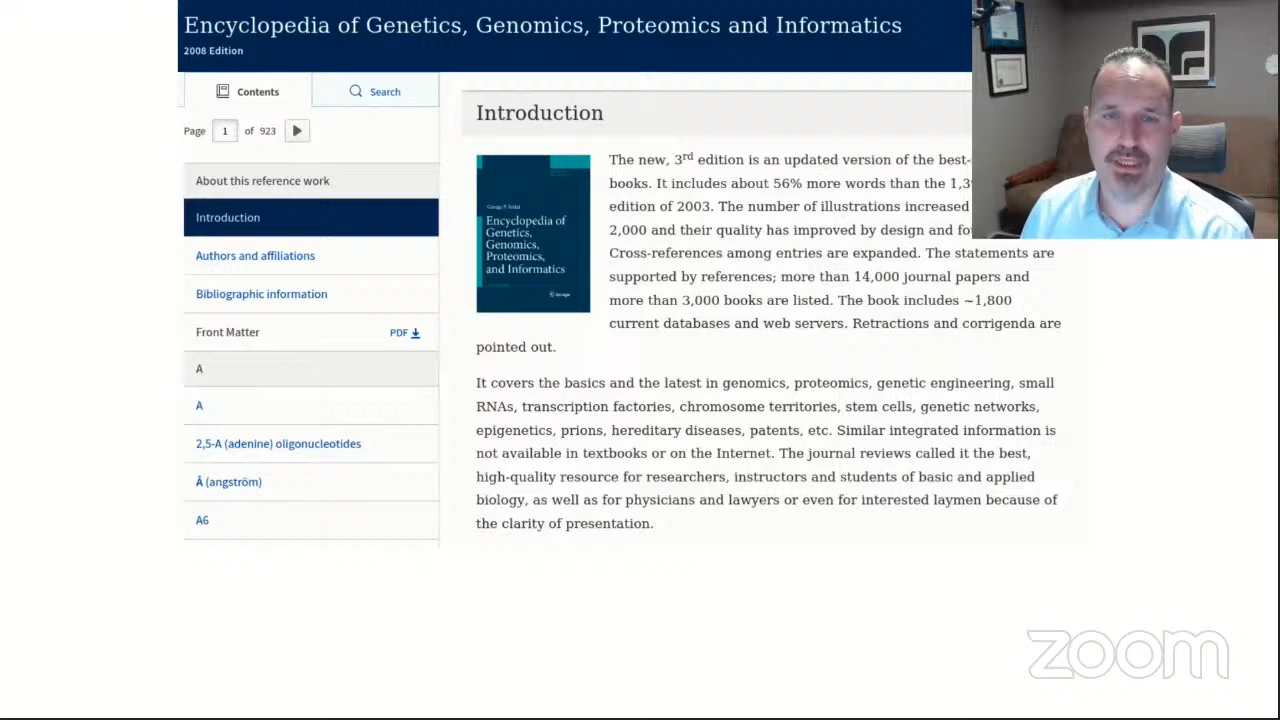 Encyclopedia of Genetics, Genomics, Proteomics and Informatics
2008 Edition
Contents
Search
Page 1 of 923
About this reference work
Introduction
Authors and affiliations
Bibliographic information
Front Matter PDF
A
A
2,5-A (adenine) oligonucleotides
Å (angström)
A6
Introduction
Encyclopedia of
Genetics,
Genomics,
Proteomics,
and Informatics
Springer
The new, 3rd edition is an updated version of the best-
books. It includes about 56% more words than the 1,3
edition of 2003. The number of illustrations increased
2,000 and their quality has improved by design and
Cross-references among entries are expanded. The statements are
supported by references; more than 14,000 journal papers and
more than 3,000 books are listed. The book includes ~1,800
current databases and web servers. Retractions and corrigenda are
pointed out.
It covers the basics and the latest in genomics, proteomics, genetic engineering, small
RNAs, transcription factories, chromosome territories, stem cells, genetic networks,
epigenetics, prions, hereditary diseases, patents, etc. Similar integrated information is
not available in textbooks or on the Internet. The journal reviews called it the best,
high-quality resource for researchers, instructors and students of basic and applied
biology, as well as for physicians and lawyers or even for interested laymen because of
the clarity of presentation.
zoom